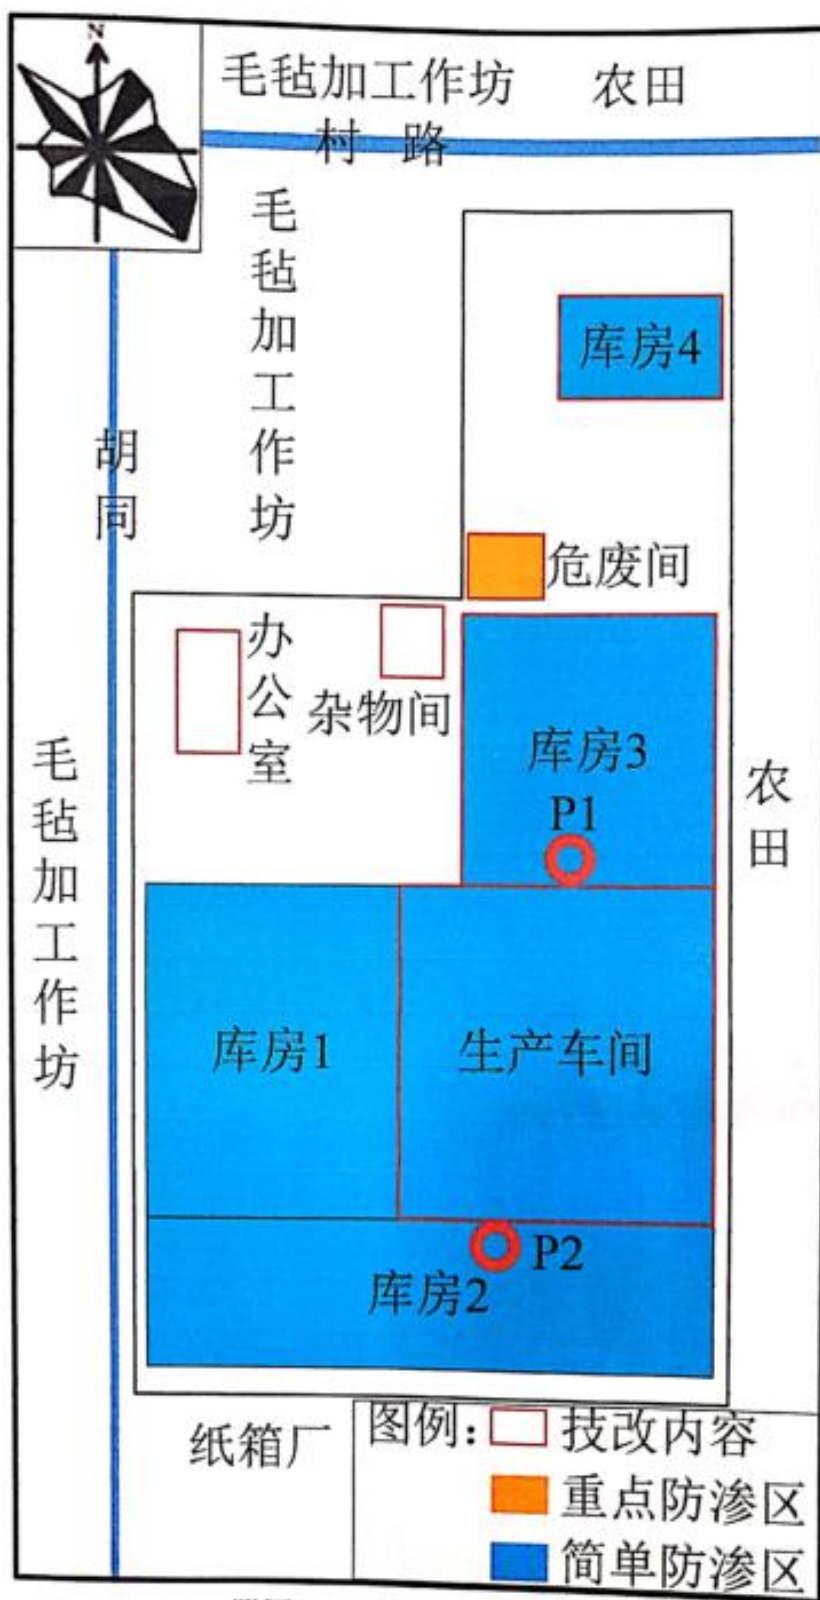 N
毛毡加工作坊 农田
村 路
毛毡加工作坊
库房4
胡同
危废间
办公室
杂物间
库房3
毛毡加工作坊
农田
P1
库房1
生产车间
P2
库房2
纸箱厂
图例：
技改内容
重点防渗区
简单防渗区